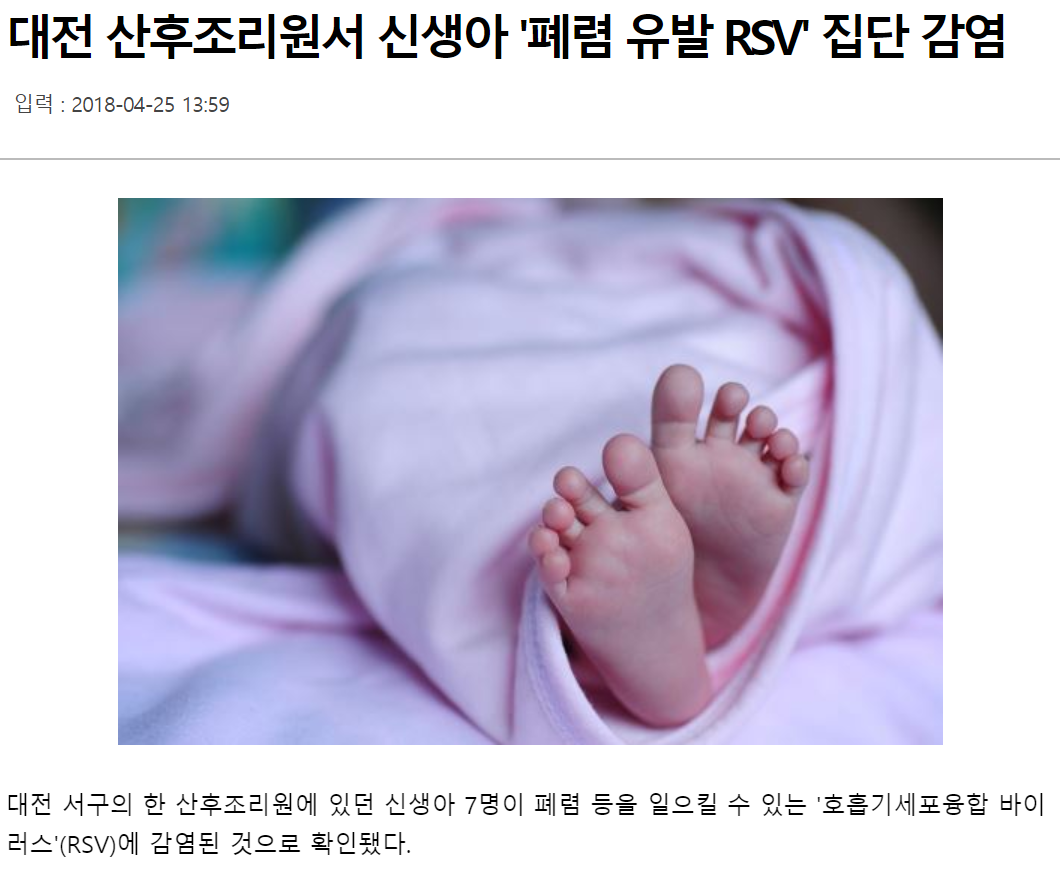 대전 산후조리원서 신생아 '폐렴 유발 RSV' 집단 감염
입력 : 2018-04-25 13:59
대전 서구의 한 산후조리원에 있던 신생아 7명이 폐렴 등을 일으킬 수 있는 '호흡기세포융합 바이
러스'(RSV)에 감염된 것으로 확인됐다.